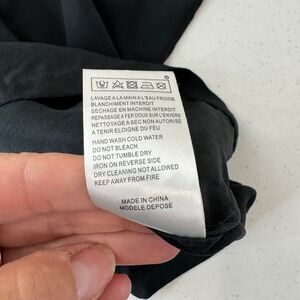 LAVAGE A LA MAIN A L'EAU FROIDE
BLANCHIMENT INTERDIT
SECHAGE EN MACHINE INTERDIT
REPASSAGE A FER DOUX SUR L'ENVERS
NETTOYAGE A SEC NON AUTORISE
A TENIR ELOIGNE DU FEU
HAND WASH COLD WATER
DO NOT BLEACH
DO NOT TUMBLE DRY
IRON ON REVERSE SIDE
DRY CLEANING NOT ALLOWED
KEEP AWAY FROM FIRE
MADE IN CHINA
MODELE DEPOSE